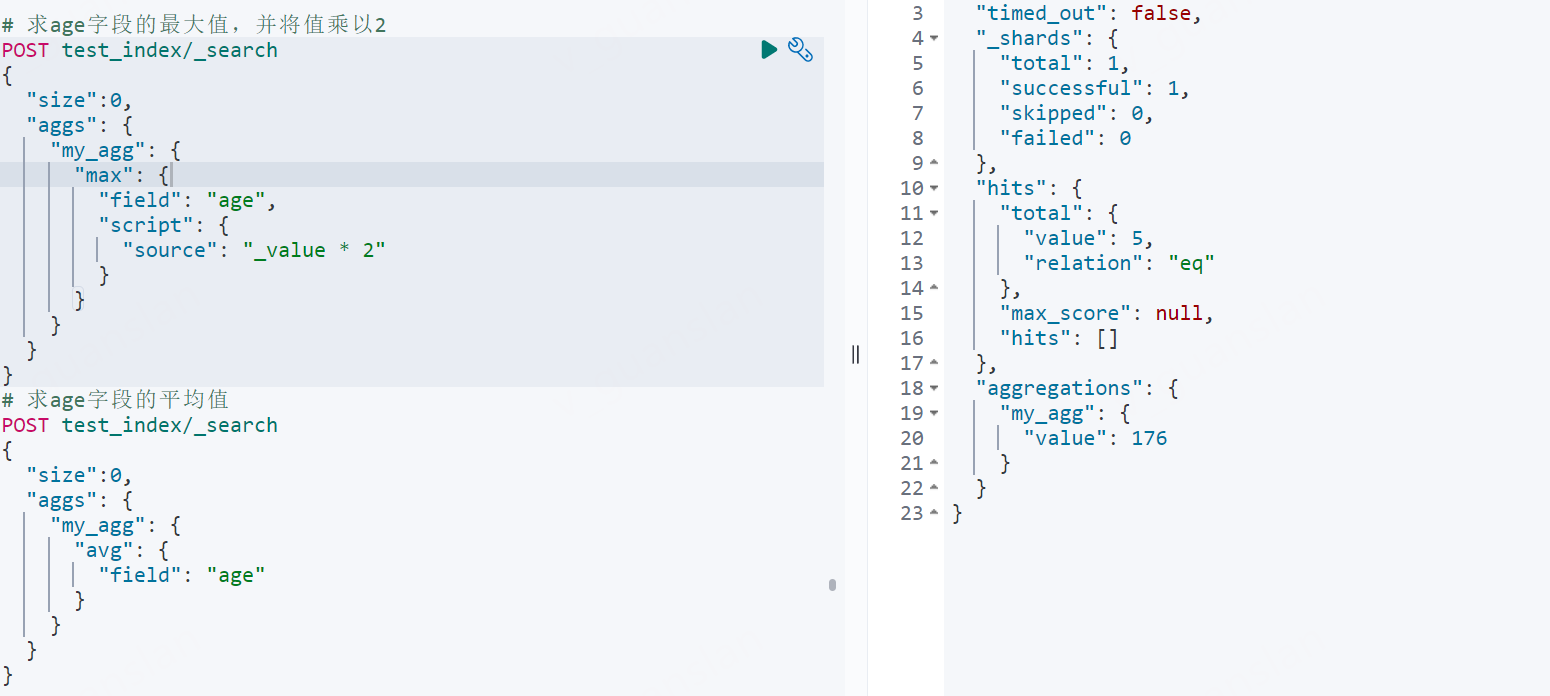 # 求age字段的最大值，并将值乘以2
POST test_index/_search
{
  "size":0,
  "aggs": {
    "my_agg": {
      "max": {
        "field": "age",
        "script": {
          "source": "_value * 2"
        }
      }
    }
  }
}
# 求age字段的平均值
POST test_index/_search
{
  "size":0,
  "aggs": {
    "my_agg": {
      "avg": {
        "field": "age"
      }
    }
  }
}
3   "timed_out": false,
4   "_shards": {
5     "total": 1,
6     "successful": 1,
7     "skipped": 0,
8     "failed": 0
9   },
10   "hits": {
11     "total": {
12       "value": 5,
13       "relation": "eq"
14     },
15     "max_score": null,
16     "hits": []
17   },
18   "aggregations": {
19     "my_agg": {
20       "value": 176
21     }
22   }
23 }